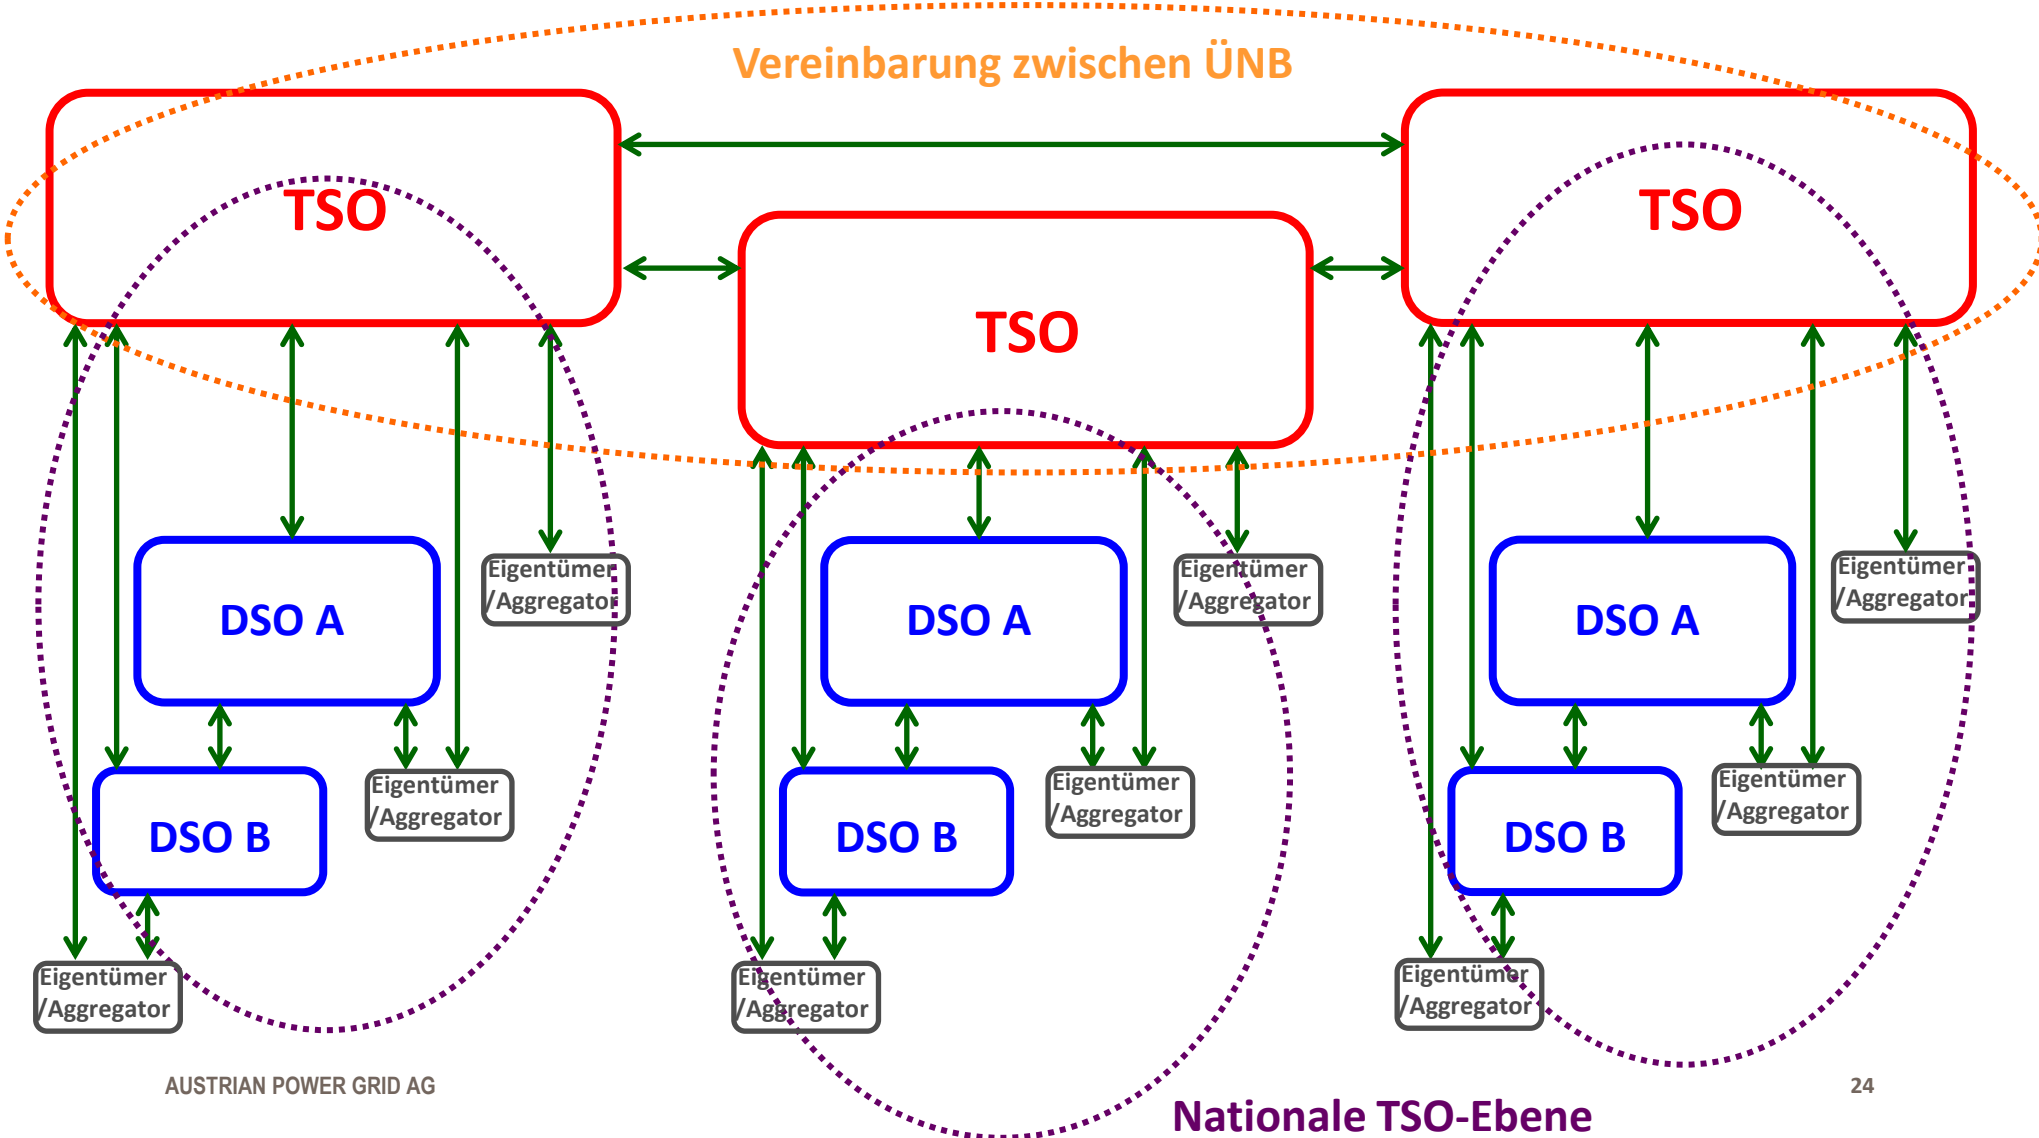 Vereinbarung zwischen ÜNB
TSO
TSO
TSO
Eigentümer
/Aggregator
Eigentümer
/Aggregator
Eigentümer
/Aggregator
DSO A
DSO A
DSO A
Eigentümer
/Aggregator
Eigentümer
/Aggregator
Eigentümer
/Aggregator
DSO B
DSO B
DSO B
Eigentümer
/Aggregator
Eigentümer
/Aggregator
Eigentümer
/Aggregator
AUSTRIAN POWER GRID AG
24
Nationale TSO-Ebene